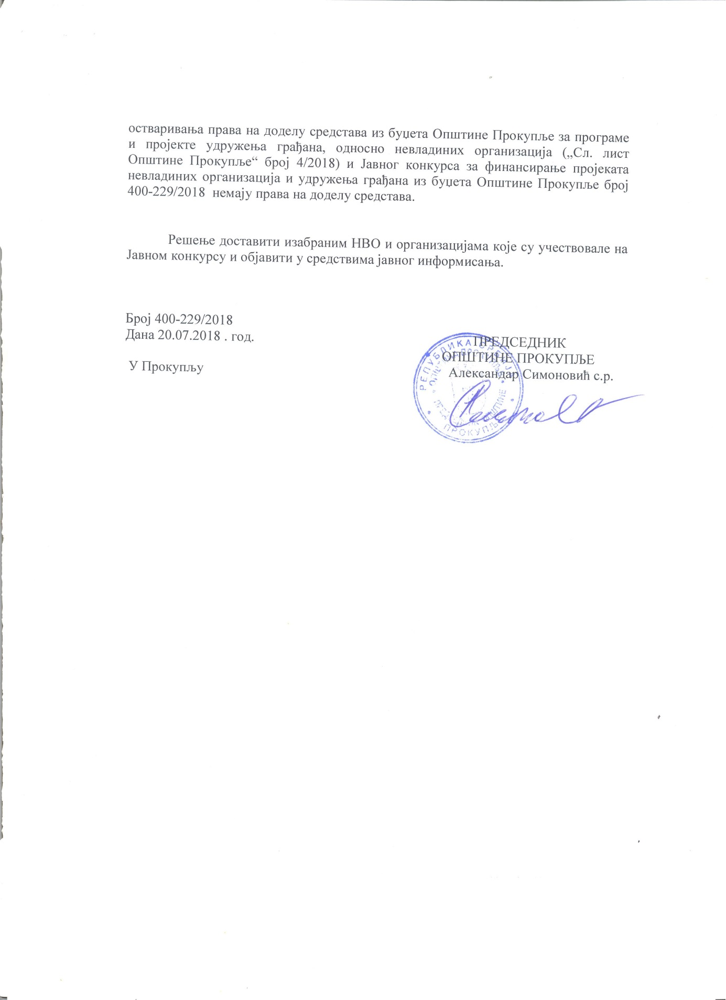 остваривања права на доделу средстава из буџета Општине Прокупље за програме
и пројекте удружења грађана, односно невладиних организација („Сл. лист
Општине Прокупље“ број 4/2018) и Јавног конкурса за финансирање пројеката
невладиних организација и удружења грађана из буџета Општине Прокупље број
400-229/2018 немају права на доделу средстава.
Решење доставити изабраним НВО и организацијама које су учествовале на
Јавном конкурсу и објавити у средствима јавног информисања.
Број 400-229/2018
Дана 20.07.2018 . год.
У Прокупљу
ПРЕДСЕДНИК
ОПШТИНЕ ПРОКУПЉЕ
Александар Симоновић с.р.
РЕПУБЛИКА СРБИЈА
ПРОКУПЉЕ